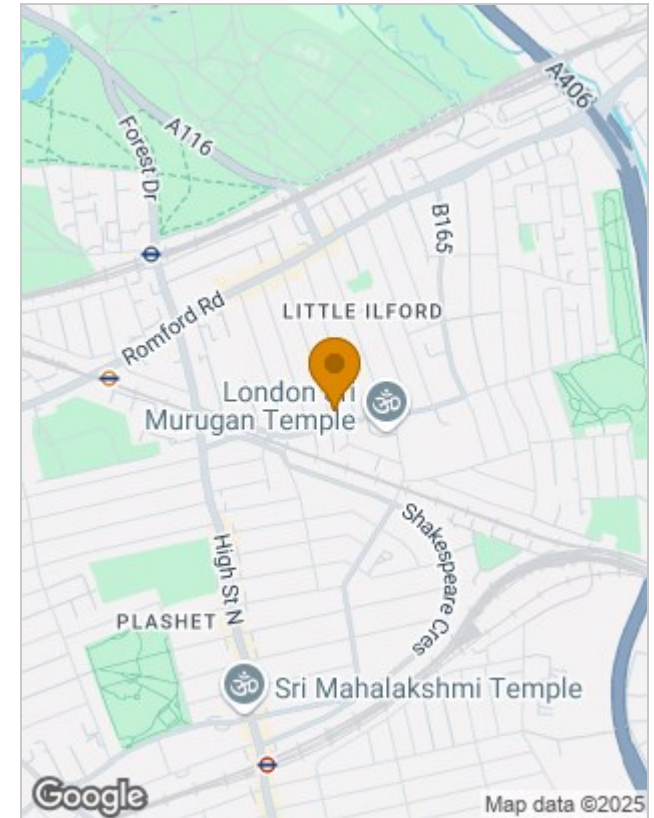 A406
A116
Forest Dr
B165
LITTLE ILFORD
Romford Rd
London Sri
Murugan Temple
Shakespeare Cres
High St N
PLASHET
Sri Mahalakshmi Temple
Google
Map data ©2025